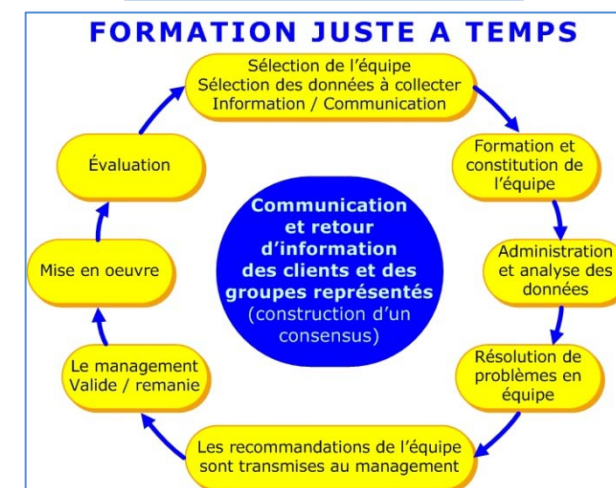 FORMATION JUSTE A TEMPS
Sélection de l'équipe
Sélection des données à collecter
Information / Communication
Formation et
constitution de
l'équipe
Administration
et analyse des
données
Résolution de
problèmes en
équipe
Les recommandations de l'équipe
sont transmises au management
Le management
Valide / remanie
Mise en oeuvre
Évaluation
Communication
et retour
d'information
des clients et des
groupes représentés
(construction d'un
consensus)